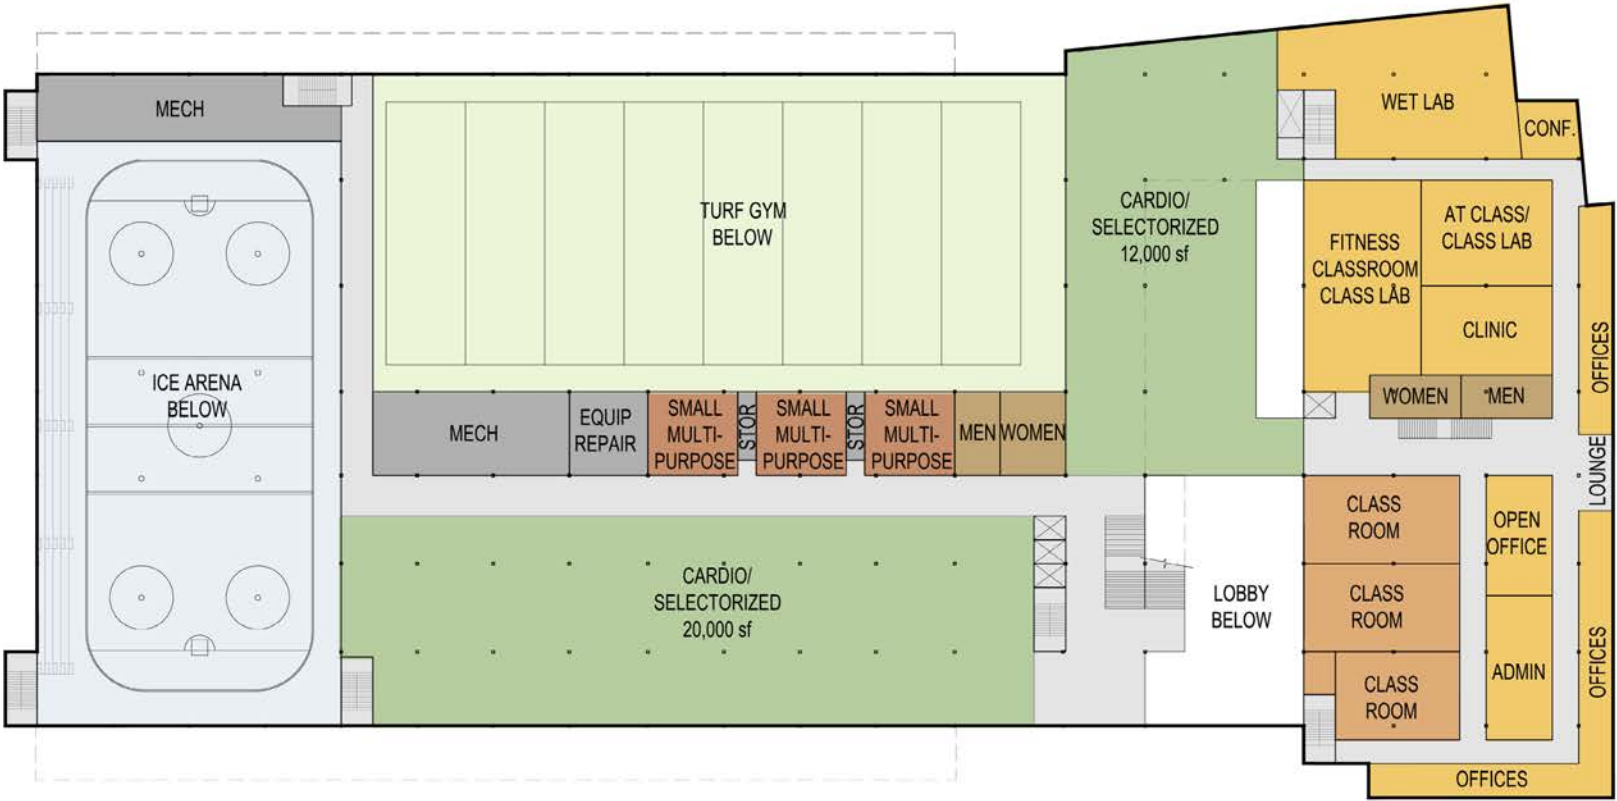 MECH
WET LAB
CONF.
TURF GYM
BELOW
CARDIO/
SELECTORIZED
12,000 sf
FITNESS
CLASSROOM
CLASS LÅB
AT CLASS/
CLASS LAB
CLINIC
OFFICES
ICE ARENA
BELOW
MECH
EQUIP
REPAIR
SMALL
MULTI-
PURPOSE
STOR
SMALL
MULTI-
PURPOSE
STOR
SMALL
MULTI-
PURPOSE
MEN
WOMEN
WOMEN
MEN
LOUNGE
CLASS
ROOM
OPEN
OFFICE
CARDIO/
SELECTORIZED
20,000 sf
LOBBY
BELOW
CLASS
ROOM
CLASS
ROOM
ADMIN
OFFICES
OFFICES